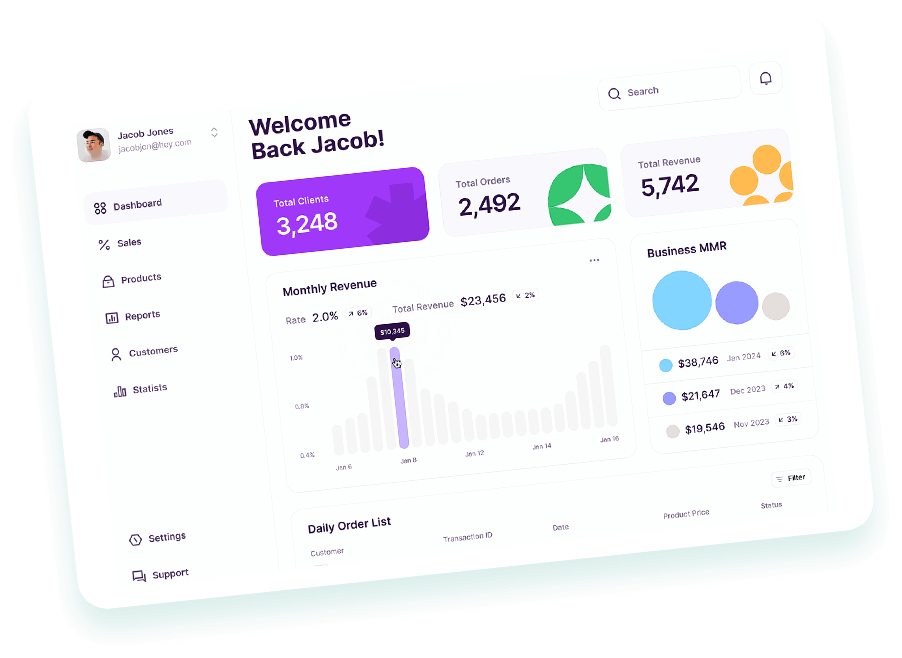 Jacob Jones
jacobjon@hey.com
Dashboard
Sales
Products
Reports
Customers
Statists
Settings
Support
Welcome
Back Jacob!
Search
Total Clients
3,248
Total Orders
2,492
Total Revenue
5,742
Monthly Revenue
Rate 2.0% 6% Total Revenue $23,456 2%
$10,345
1.0%
0.8%
0.4%
Jan 6 Jan 8 Jan 12 Jan 14 Jan 16
Business MMR
$38,746 Jan 2024 6%
$21,647 Dec 2023 4%
$19,546 Nov 2023 3%
Daily Order List
Filter
Customer Transaction ID Date Product Price Status